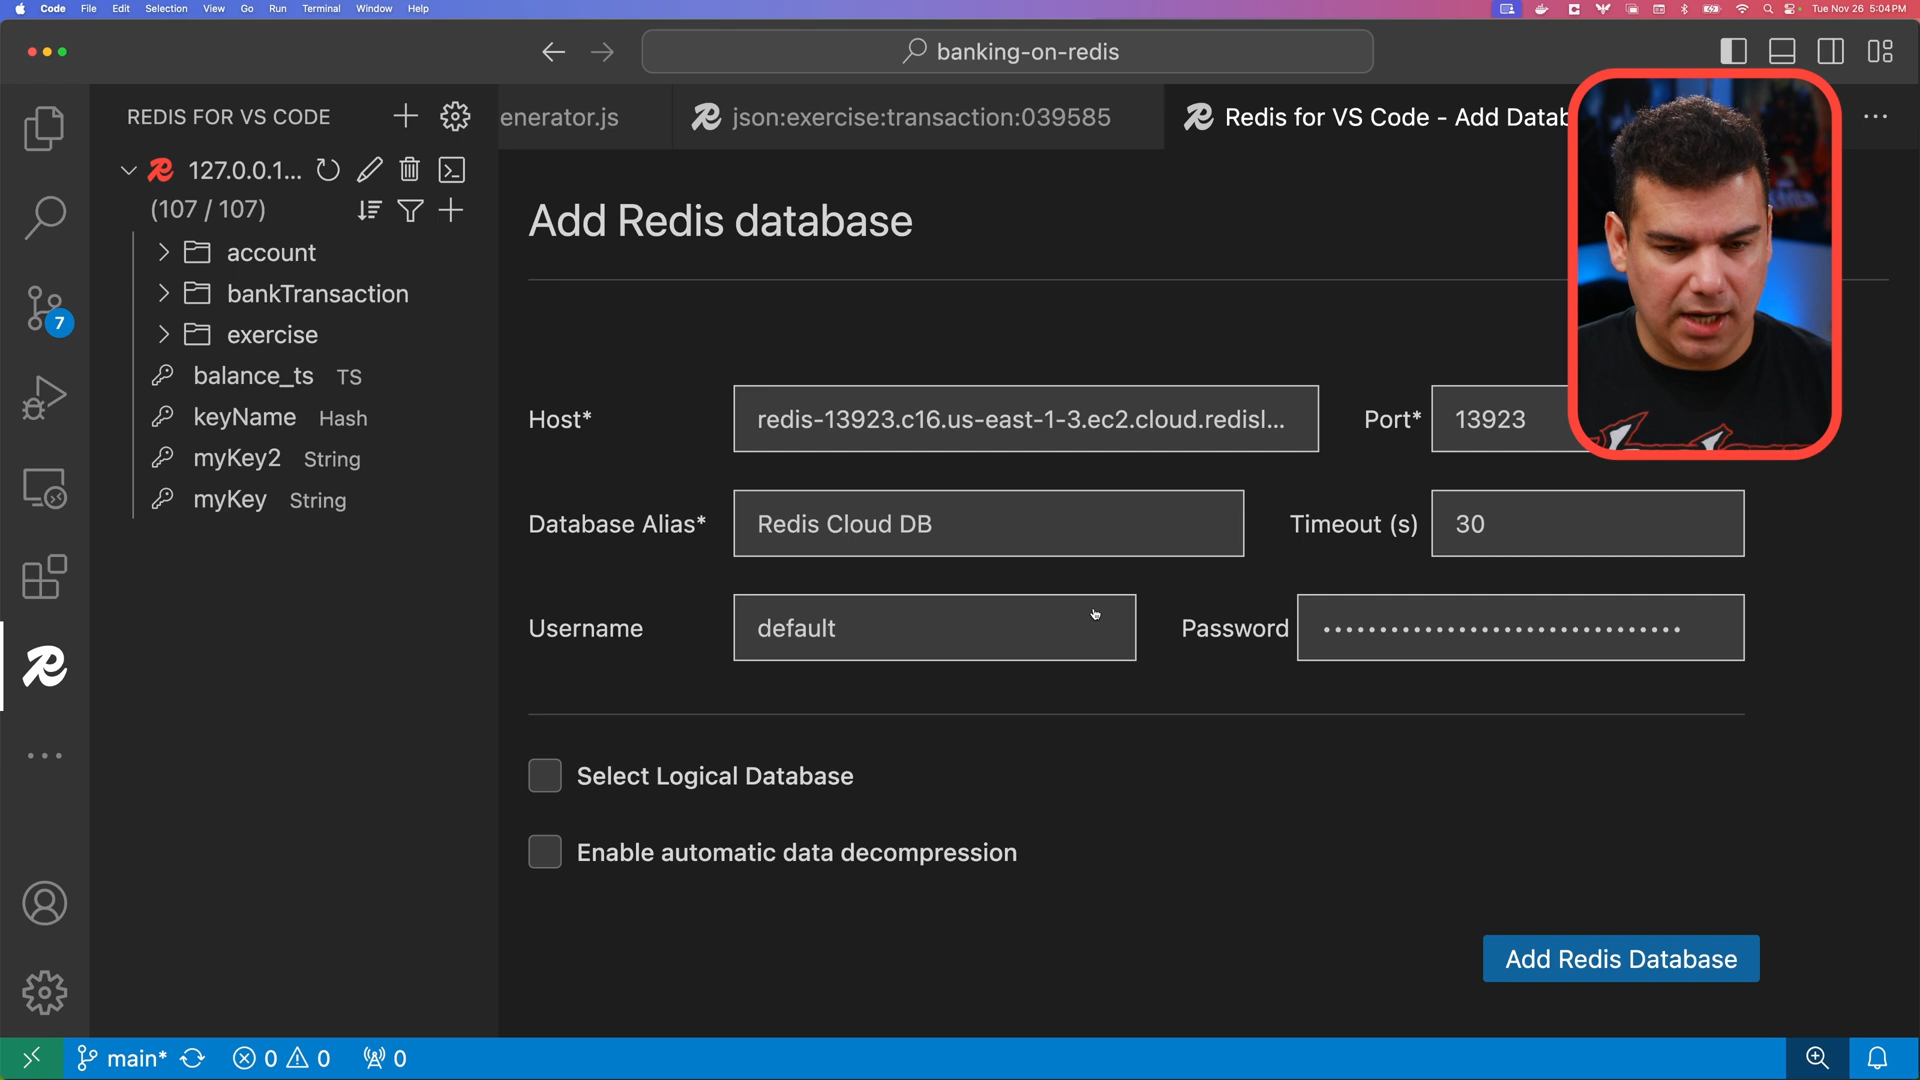 Code File Edit Selection View Go Run Terminal Window Help Tue Nov 26 5:04PM
banking-on-redis
REDIS FOR VS CODE
enerator.js json:exercise:transaction:039585 Redis for VS Code - Add Datab
127.0.0.1...
(107 / 107)
account
bankTransaction
exercise
balance_ts TS
keyName Hash
myKey2 String
myKey String
7
Add Redis database
Host* redis-13923.c16.us-east-1-3.ec2.cloud.redisl... Port* 13923
Database Alias* Redis Cloud DB Timeout (s) 30
Username default Password ································
Select Logical Database
Enable automatic data decompression
Add Redis Database
main* 0 0 0